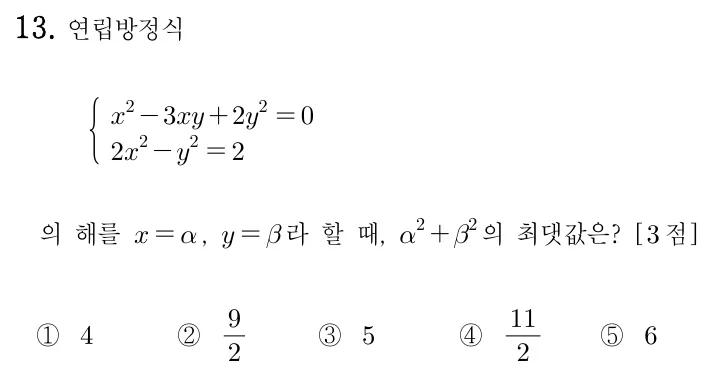 13. 연립방정식
x² − 3xy + 2y² = 0
2x² − y² = 2
의 해를 x = α, y = β라 할 때, α² + β²의 최댓값은? [3 점]
① 4 ② 9/2 ③ 5 ④ 11/2 ⑤ 6